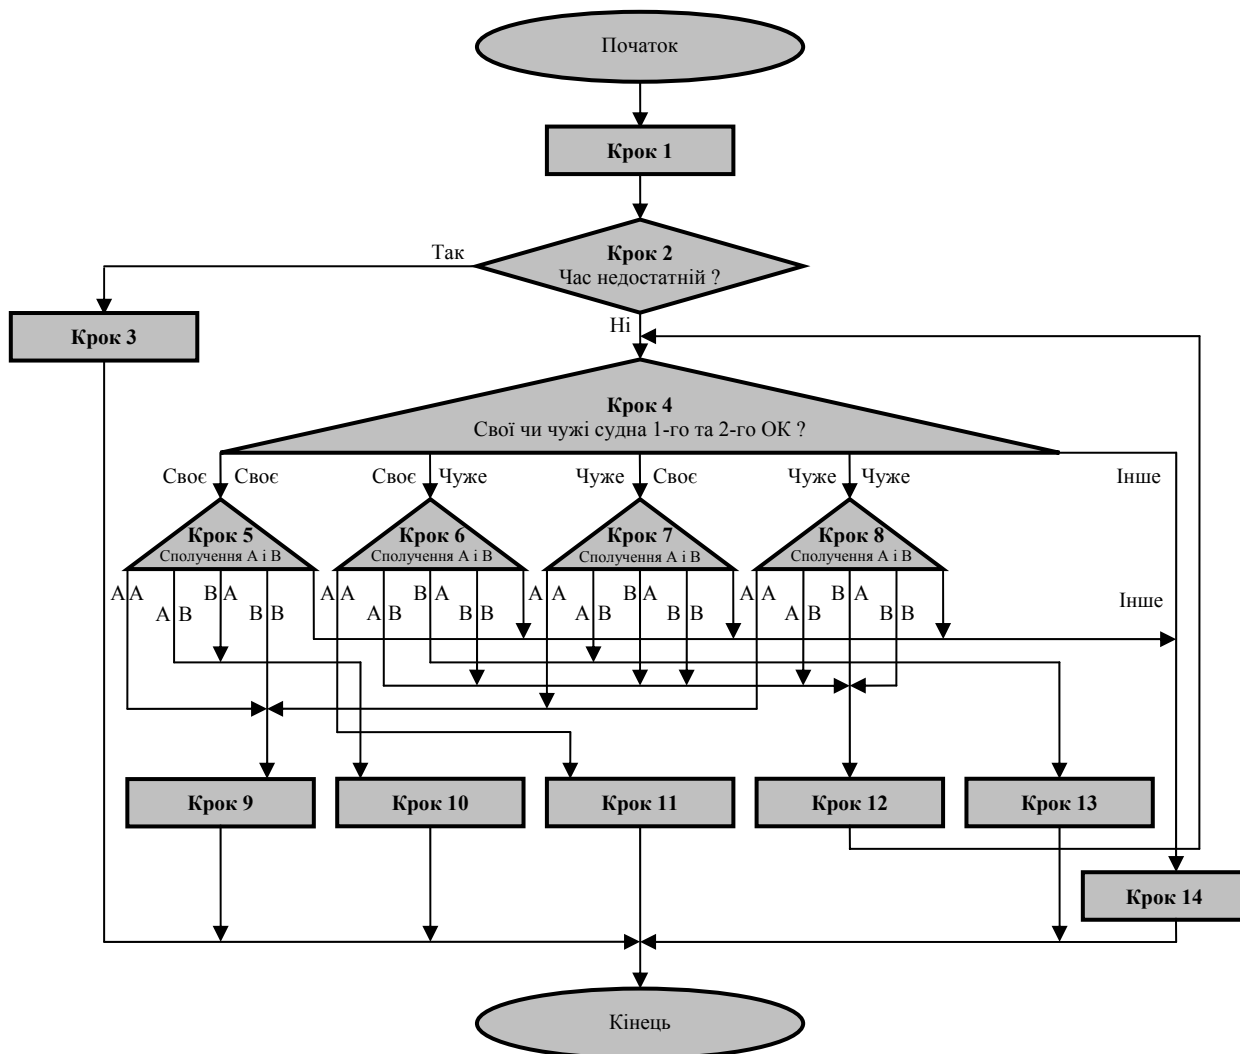 Початок
Крок 1
Так
Крок 2
Час недостатній ?
Ні
Крок 3
Крок 4
Свої чи чужі судна 1-го та 2-го ОК ?
Своє Своє
Своє Чуже
Чуже Своє
Чуже Чуже
Інше
Крок 5
Сполучення А і В
Крок 6
Сполучення А і В
Крок 7
Сполучення А і В
Крок 8
Сполучення А і В
А А
А В
В А
В В
А А
А В
В А
В В
А А
А В
В А
В В
А А
А В
В А
В В
Інше
Крок 9
Крок 10
Крок 11
Крок 12
Крок 13
Крок 14
Кінець